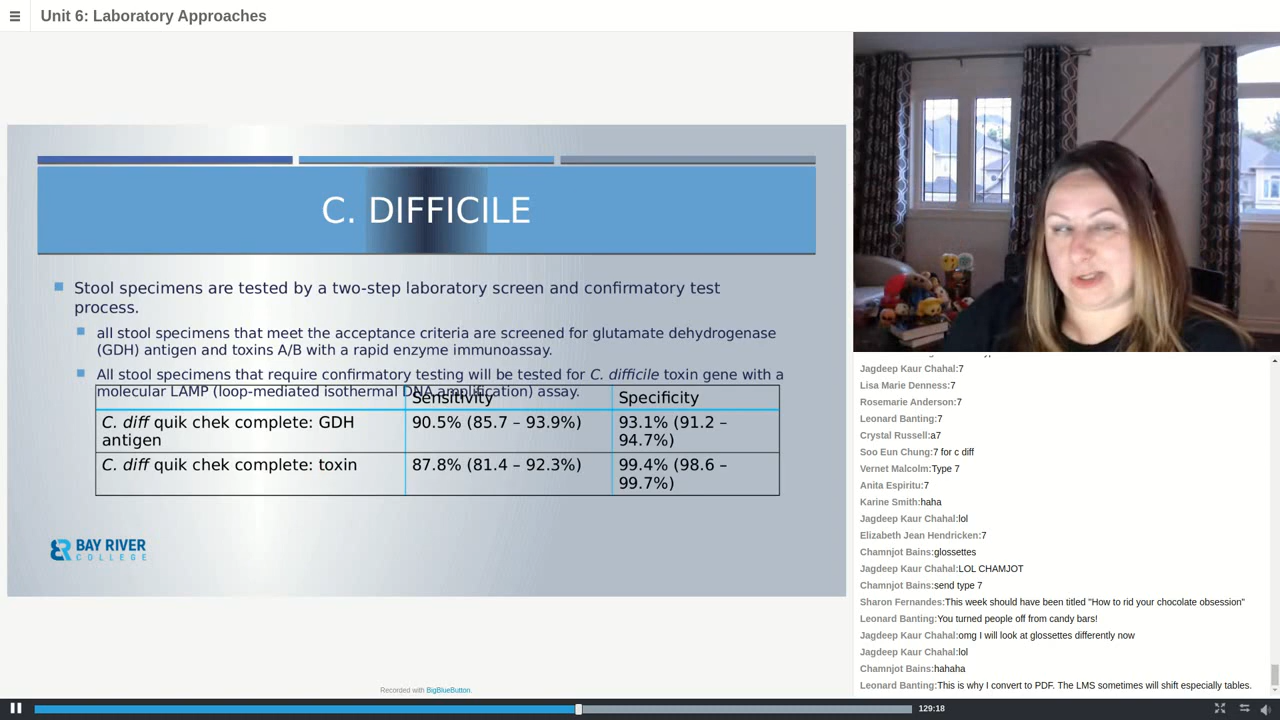 Unit 6: Laboratory Approaches
C. DIFFICILE
Stool specimens are tested by a two-step laboratory screen and confirmatory test
process.
all stool specimens that meet the acceptance criteria are screened for glutamate dehydrogenase
(GDH) antigen and toxins A/B with a rapid enzyme immunoassay.
All stool specimens that require confirmatory testing will be tested for C. difficile toxin gene with a
molecular LAMP (loop-mediated isothermal DNA amplification) assay.
Sensitivity Specificity
C. diff quik chek complete: GDH
antigen
90.5% (85.7 – 93.9%)
93.1% (91.2 –
94.7%)
C. diff quik chek complete: toxin
87.8% (81.4 – 92.3%)
99.4% (98.6 –
99.7%)
BAY RIVER
COLLEGE
Recorded with BigBlueButton.
Jagdeep Kaur Chahal:7
Lisa Marie Denness:7
Rosemarie Anderson:7
Leonard Banting:7
Crystal Russell:a7
Soo Eun Chung:7 for c diff
Vernet Malcolm:Type 7
Anita Espiritu:7
Karine Smith:haha
Jagdeep Kaur Chahal:lol
Elizabeth Jean Hendricken:7
Chamnjot Bains:glossettes
Jagdeep Kaur Chahal:LOL CHAMJOT
Chamnjot Bains:send type 7
Sharon Fernandes:This week should have been titled "How to rid your chocolate obsession"
Leonard Banting:You turned people off from candy bars!
Jagdeep Kaur Chahal:omg I will look at glossettes differently now
Jagdeep Kaur Chahal:lol
Chamnjot Bains:hahaha
Leonard Banting:This is why I convert to PDF. The LMS sometimes will shift especially tables.
129:18